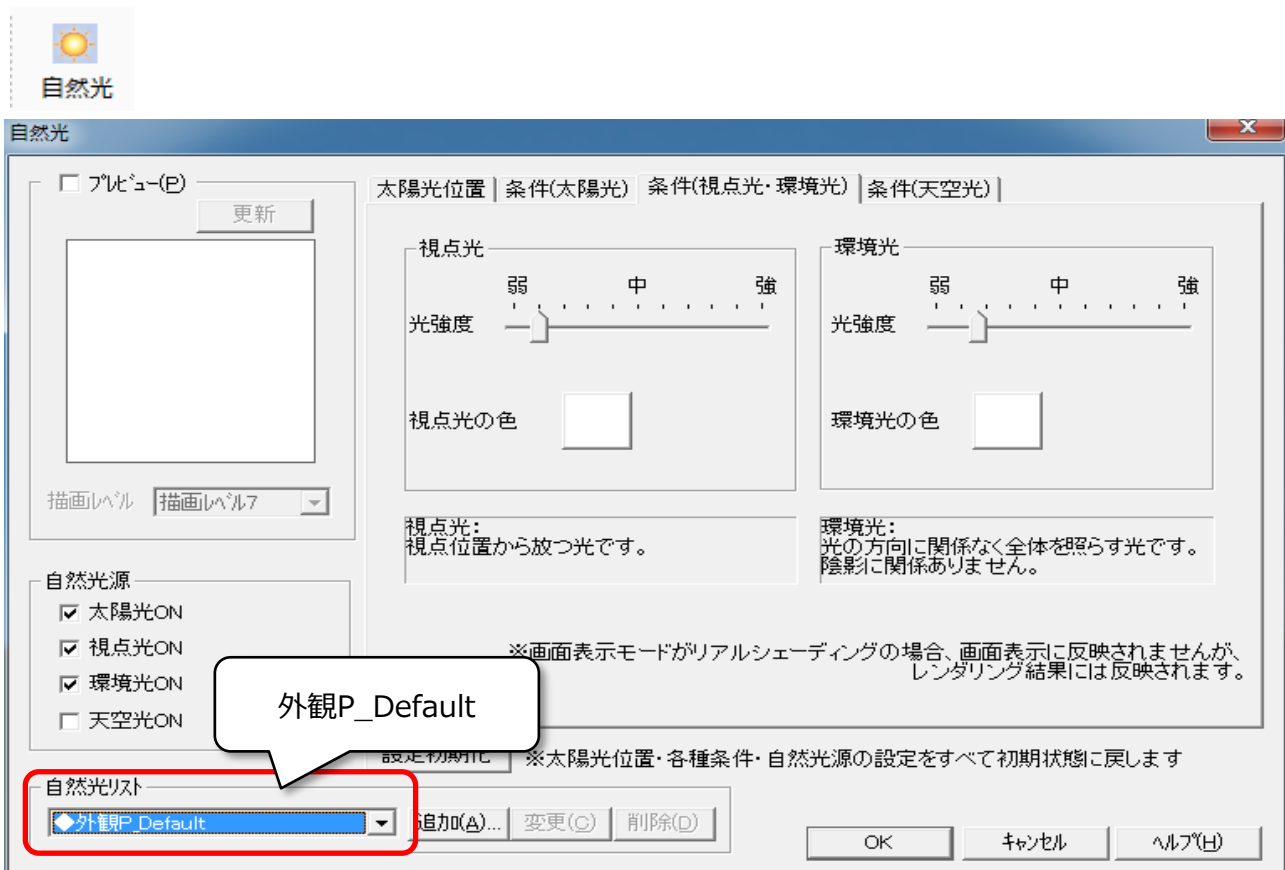 自然光
自然光
プレビュー(P)
更新
描画レベル 描画レベル7
自然光源
太陽光ON
視点光ON
環境光ON
天空光ON
太陽光位置 条件(太陽光) 条件(視点光・環境光) 条件(天空光)
視点光
弱 中 強
光強度
視点光の色
環境光
弱 中 強
光強度
環境光の色
視点光:
視点位置から放つ光です。
環境光:
光の方向に関係なく全体を照らす光です。
陰影に関係ありません。
※画面表示モードがリアルシェーディングの場合、画面表示に反映されませんが、
レンダリング結果には反映されます。
外観P_Default
設定初期化 ※太陽光位置・各種条件・自然光源の設定をすべて初期状態に戻します
自然光リスト
◆外観P_Default 追加(A)... 変更(C) 削除(D)
OK キャンセル ヘルプ(H)